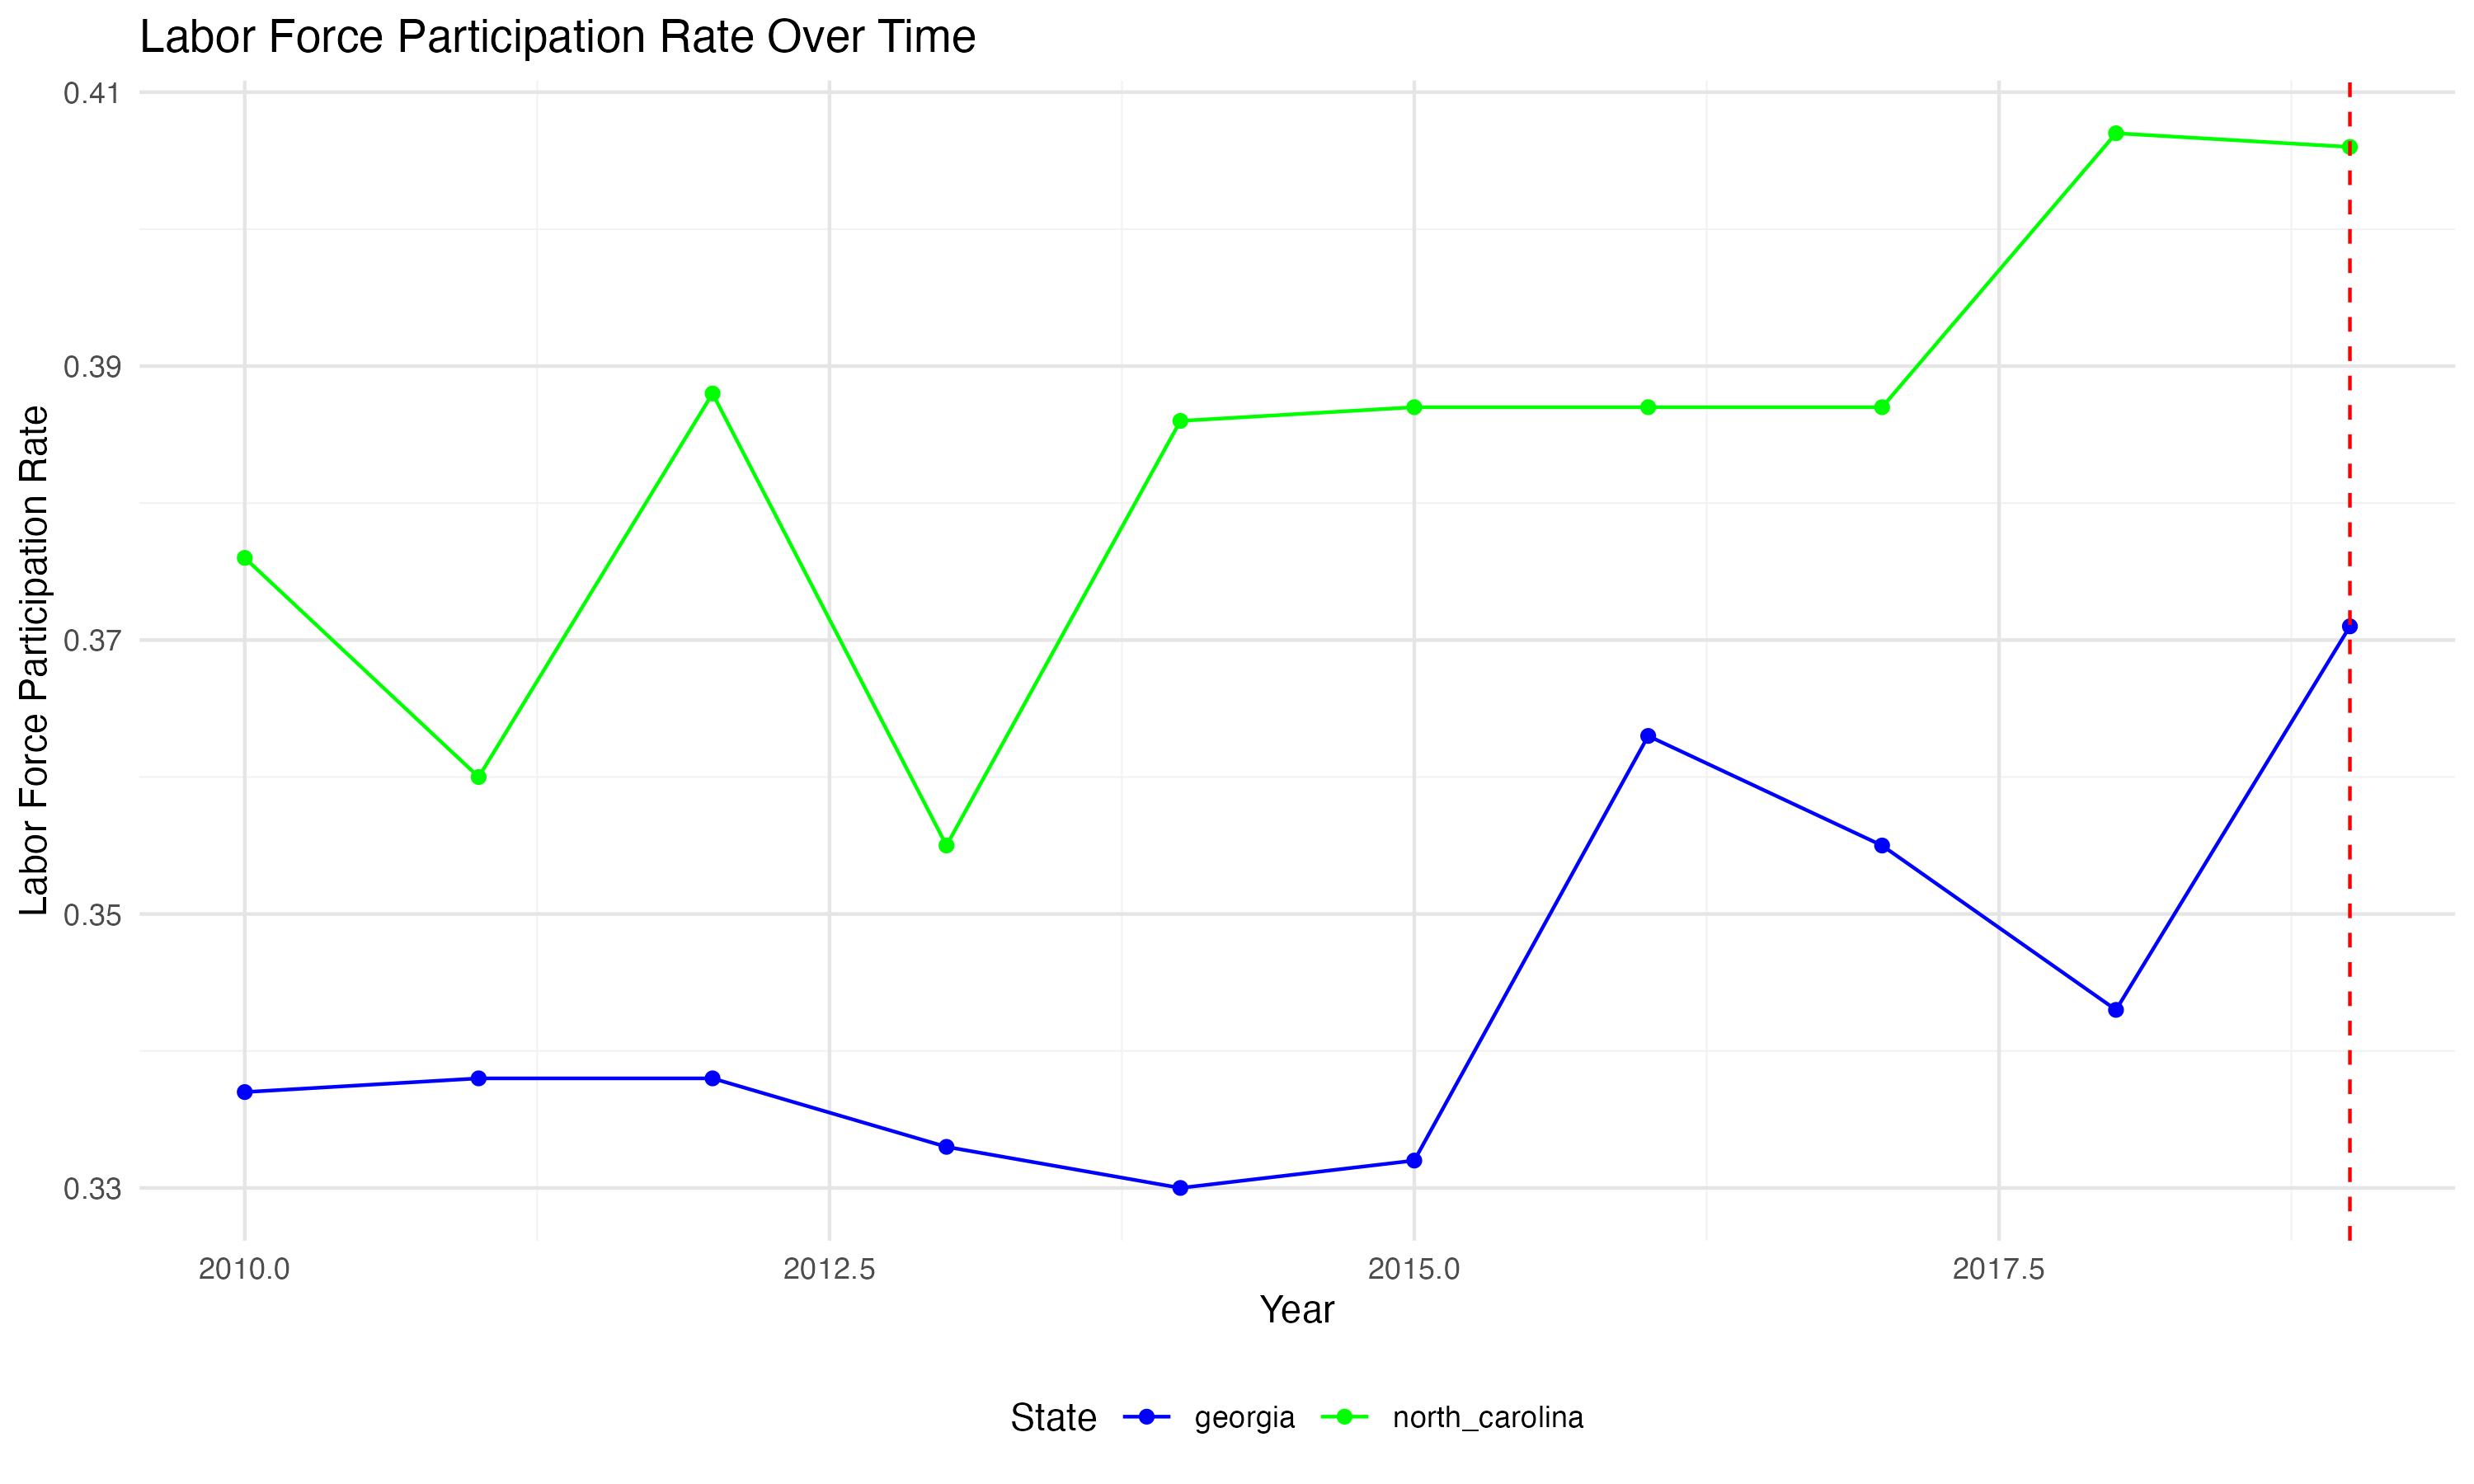 Labor Force Participation Rate Over Time
Labor Force Participation Rate
0.41
0.39
0.37
0.35
0.33
2010.0 2012.5 2015.0 2017.5
Year
State georgia north_carolina